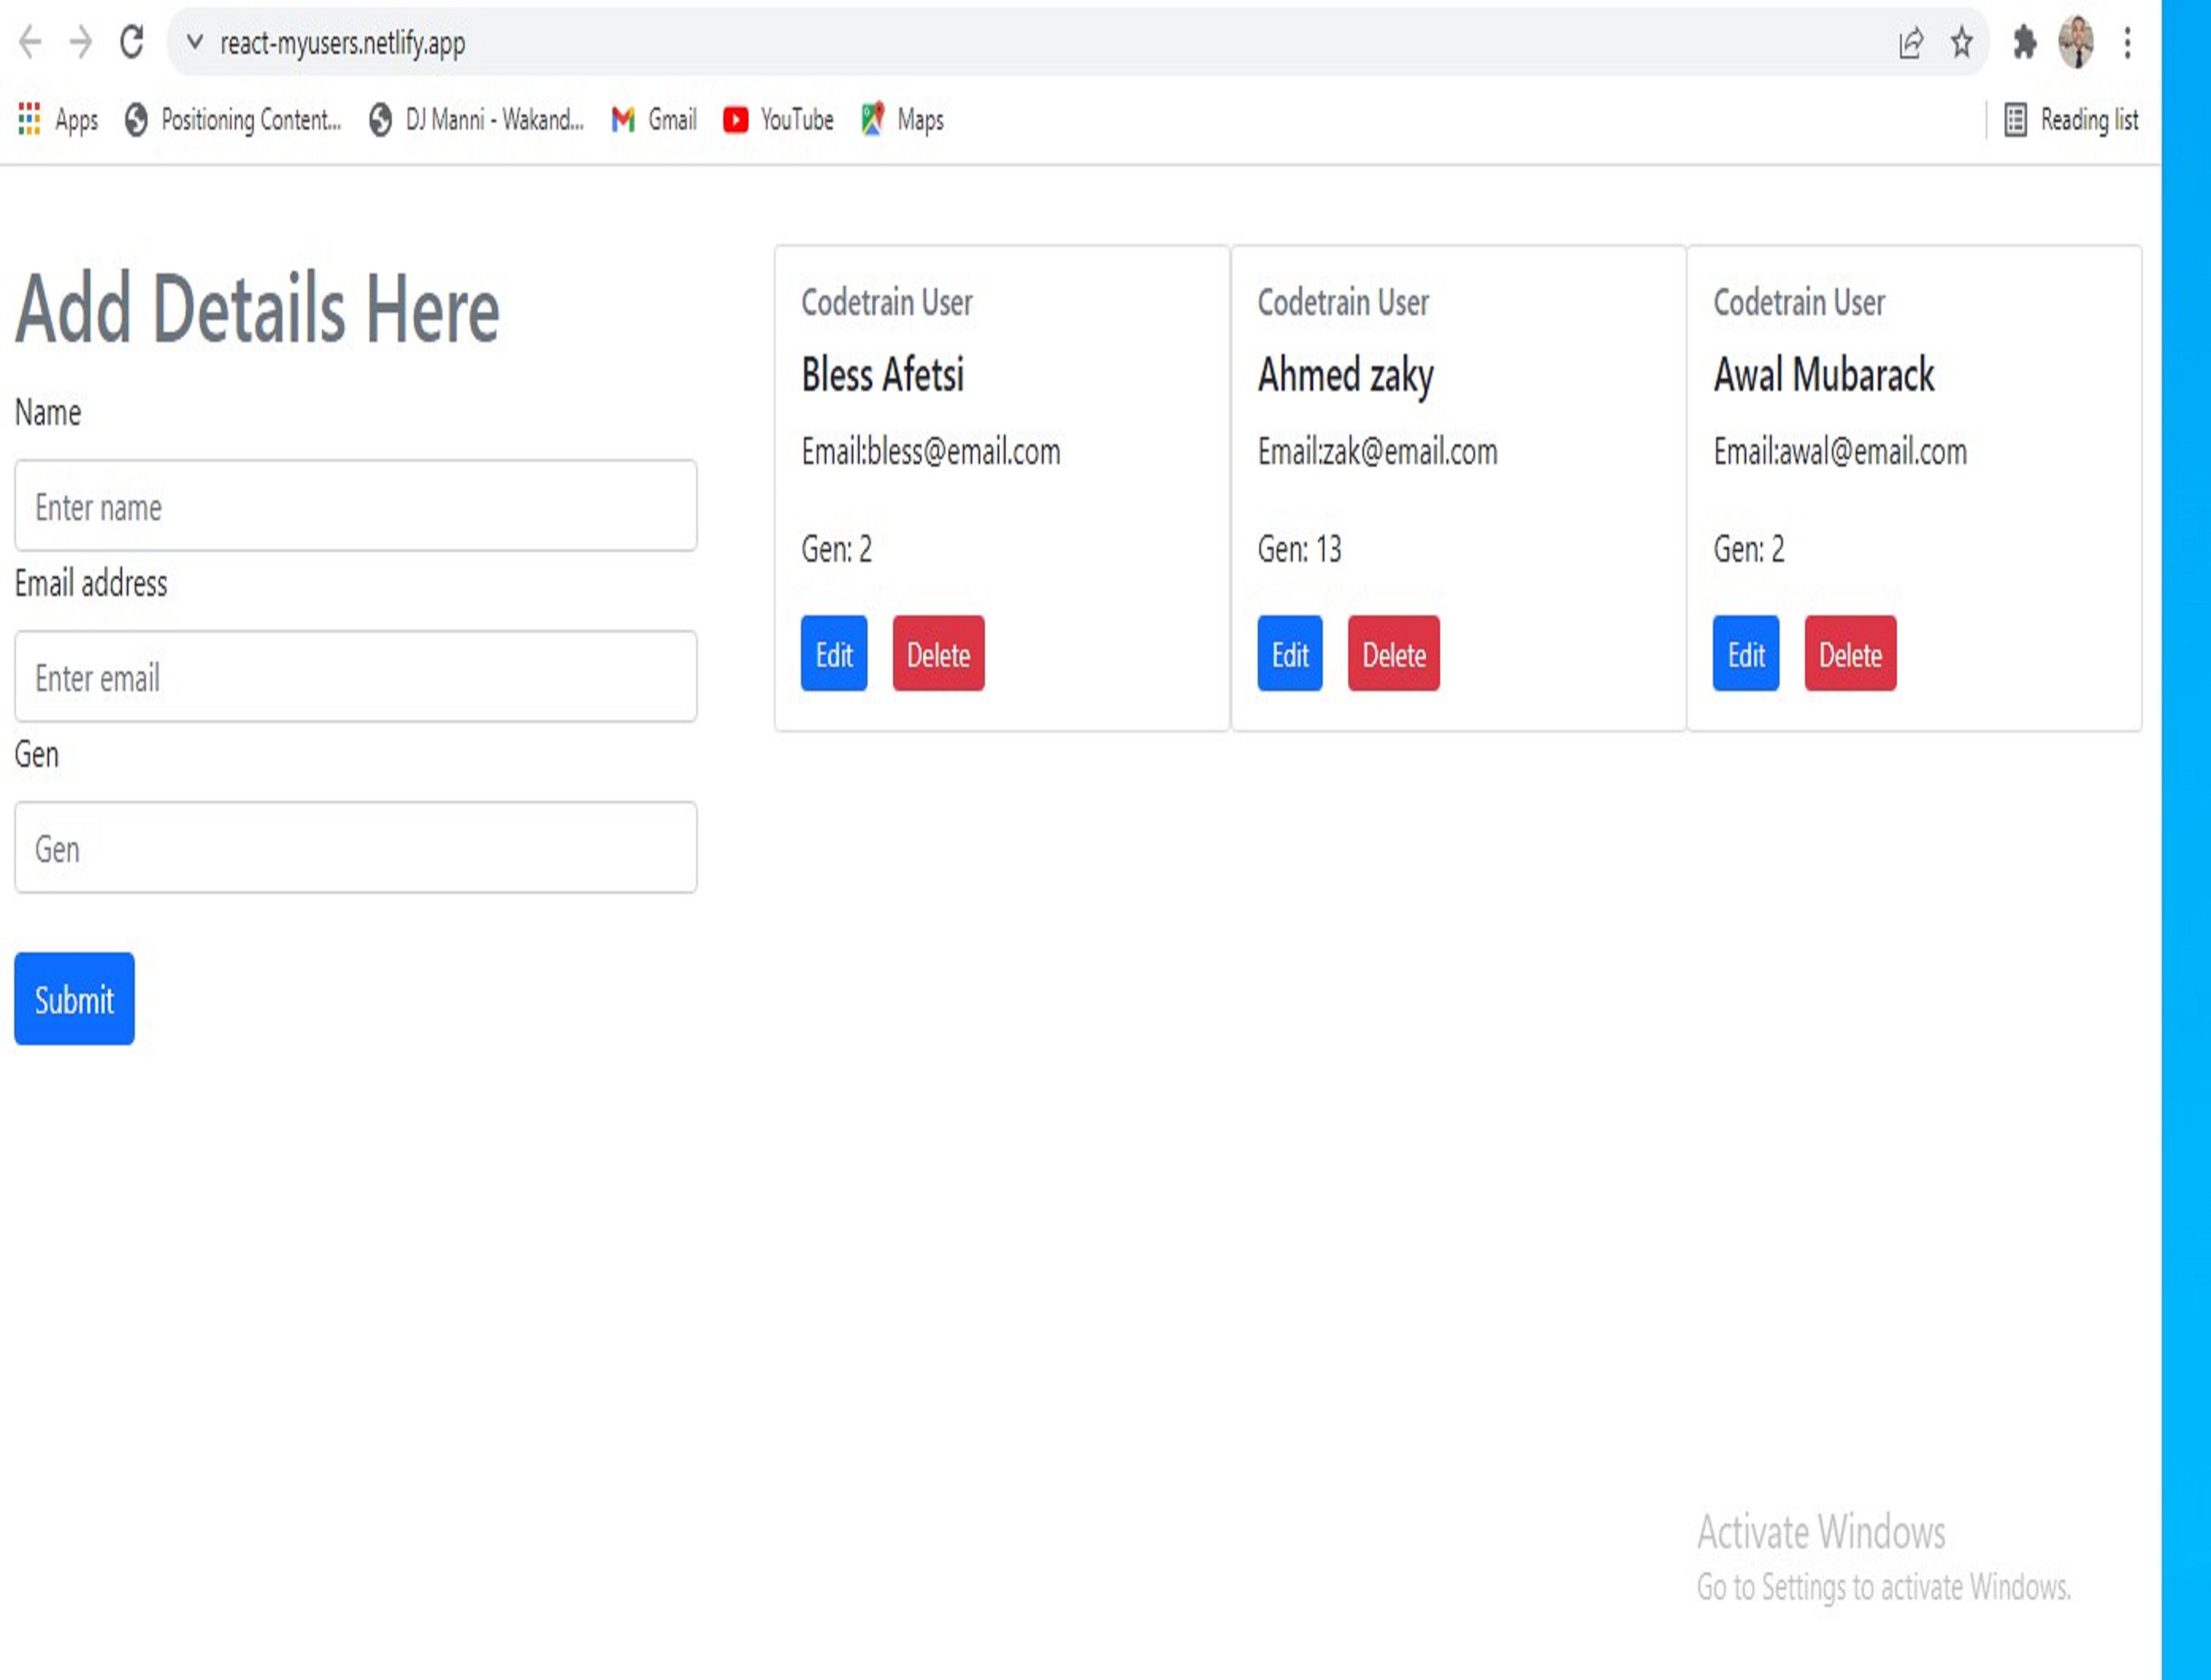 react-myusers.netlify.app
Apps Positioning Content... DJ Manni - Wakand... Gmail YouTube Maps Reading list
Add Details Here
Name
Enter name
Email address
Enter email
Gen
Gen
Submit
Codetrain User
Bless Afetsi
Email:bless@email.com
Gen: 2
Edit Delete
Codetrain User
Ahmed zaky
Email:zak@email.com
Gen: 13
Edit Delete
Codetrain User
Awal Mubarack
Email:awal@email.com
Gen: 2
Edit Delete
Activate Windows
Go to Settings to activate Windows.